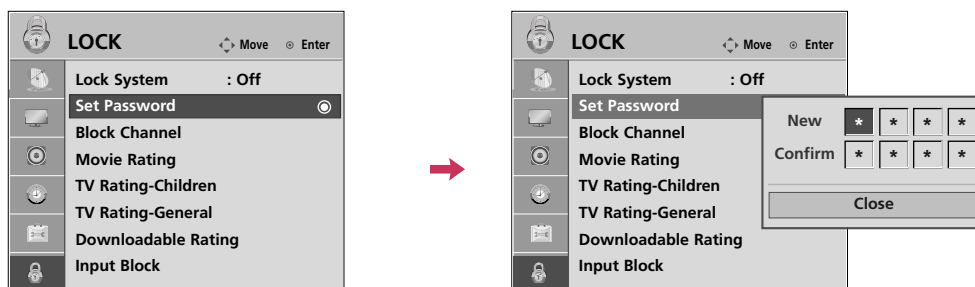 LOCK Move Enter
Lock System : Off
Set Password
Block Channel
Movie Rating
TV Rating-Children
TV Rating-General
Downloadable Rating
Input Block
LOCK Move Enter
Lock System : Off
Set Password
Block Channel
Movie Rating
TV Rating-Children
TV Rating-General
Downloadable Rating
Input Block
New * * * *
Confirm * * * *
Close